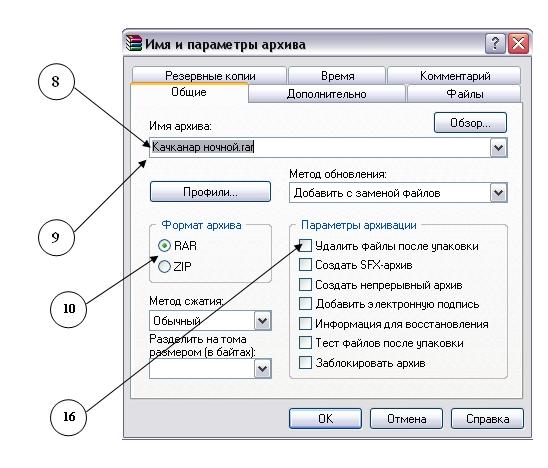 Имя и параметры архива
8
Резервные копии Время Комментарий
Общие Дополнительно Файлы
Имя архива: Обзор...
Качканар ночной.rar
Метод обновления:
Профили... Добавить с заменой файлов
9
Формат архива Параметры архивации
RAR Удалить файлы после упаковки
ZIP Создать SFX-архив
Создать непрерывный архив
10
Метод сжатия: Добавить электронную подпись
Обычный Информация для восстановления
Разделить на тома Тест файлов после упаковки
размером (в байтах): Заблокировать архив
16
OK Отмена Справка